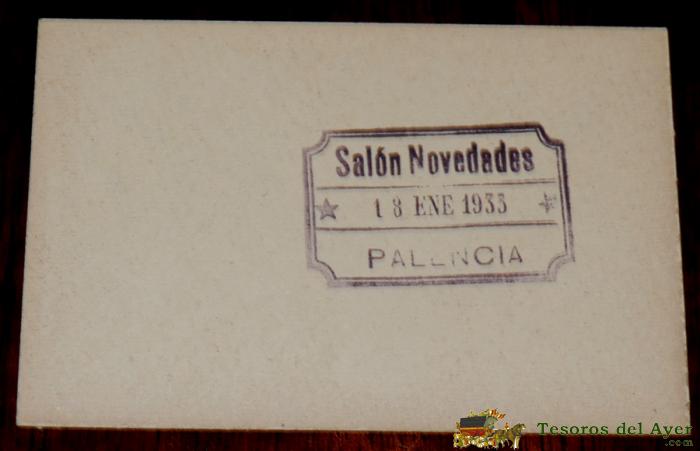 Salón Novedades
18 ENE 1933
PALENCIA
Tesoros del Ayer
.com